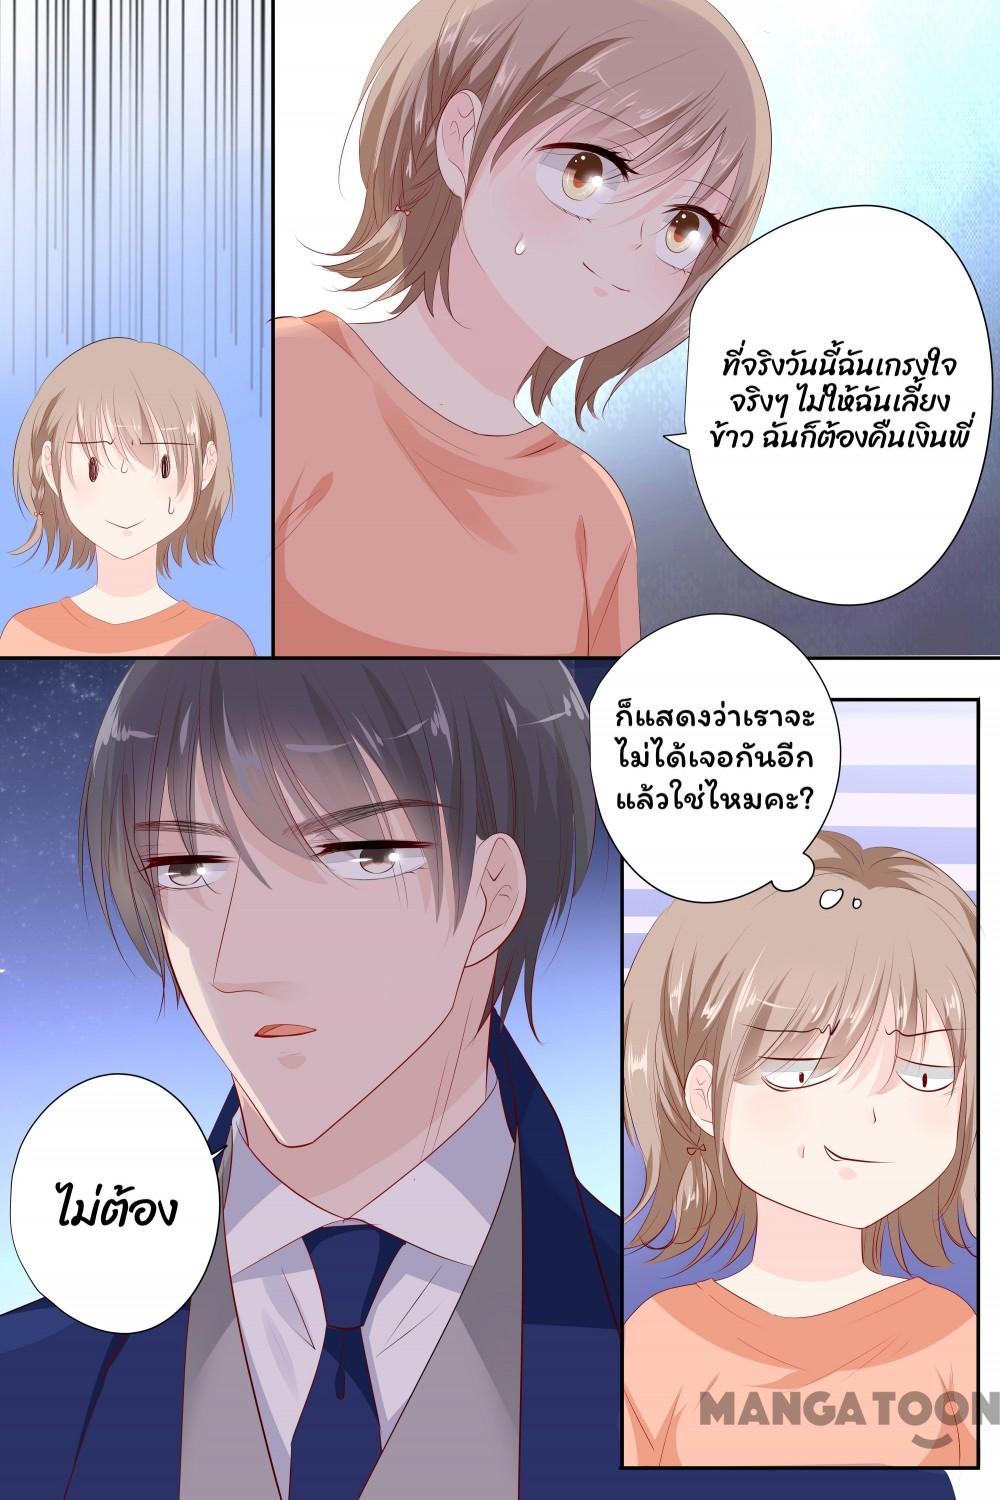 ที่จริงวันนี้ฉันเกรงใจ
จริงๆ ไม่ให้ฉันเลี้ยง
ข้าว ฉันก็ต้องคืนเงินพี่
ก็แสดงว่าเราจะ
ไม่ได้เจอกันอีก
แล้วใช่ไหมคะ?
ไม่ต้อง
MANGATOON